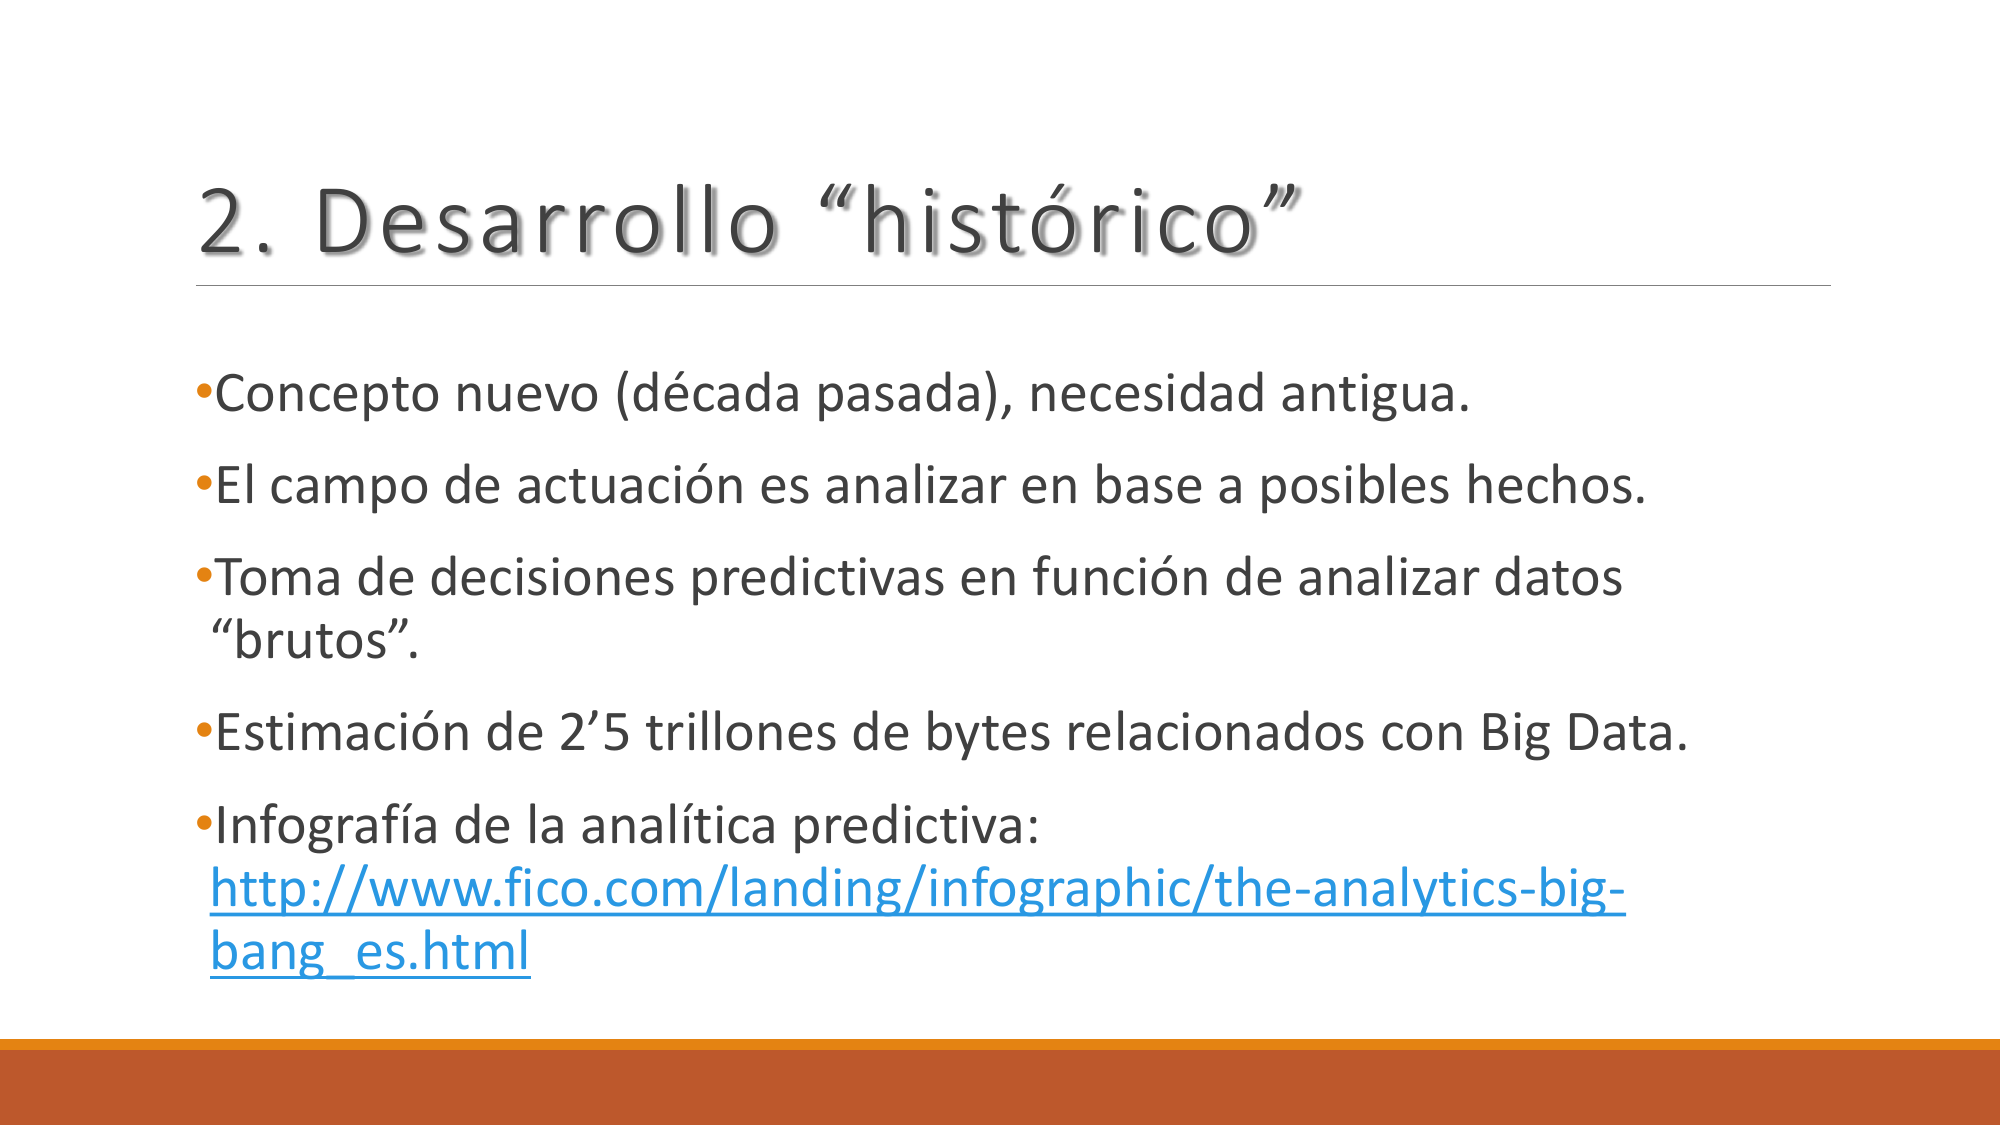 2. Desarrollo “histórico”
•Concepto nuevo (década pasada), necesidad antigua.
•El campo de actuación es analizar en base a posibles hechos.
•Toma de decisiones predictivas en función de analizar datos
“brutos”.
•Estimación de 2’5 trillones de bytes relacionados con Big Data.
•Infografía de la analítica predictiva:
http://www.fico.com/landing/infographic/the-analytics-big-
bang_es.html